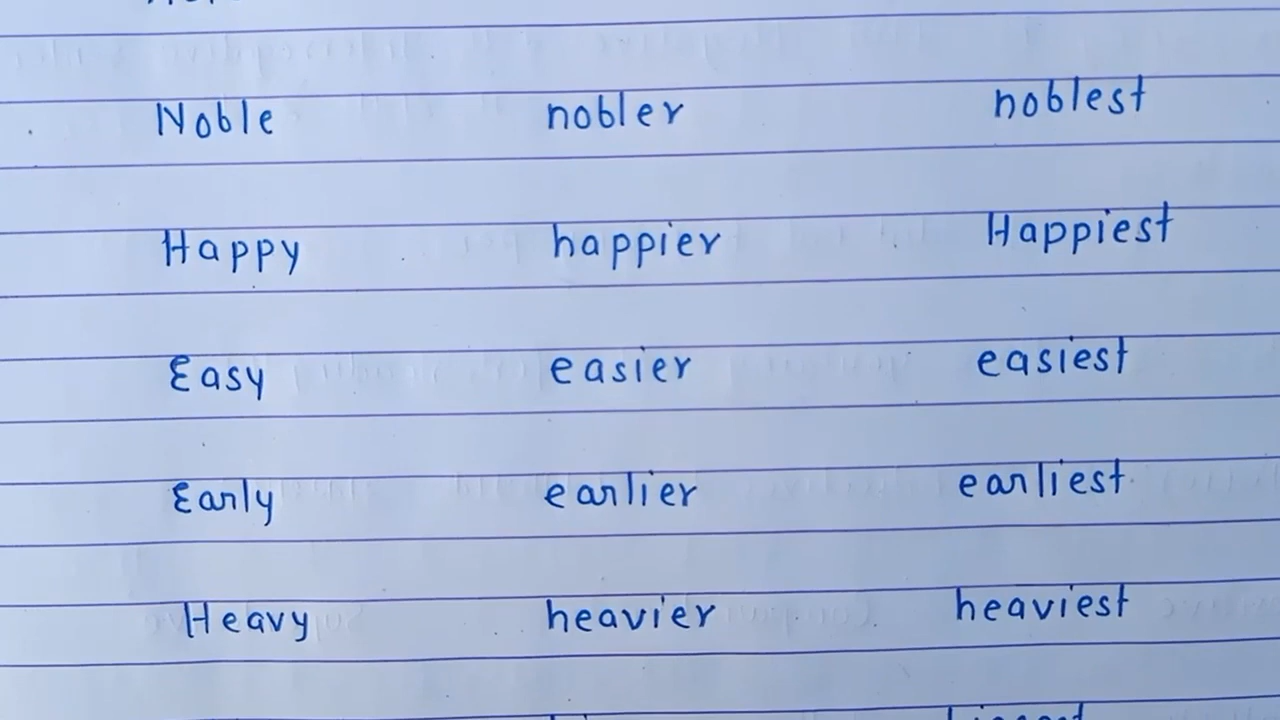 Noble nobler noblest
Happy happier Happiest
Easy easier easiest
Early earlier earliest
Heavy heavier heaviest